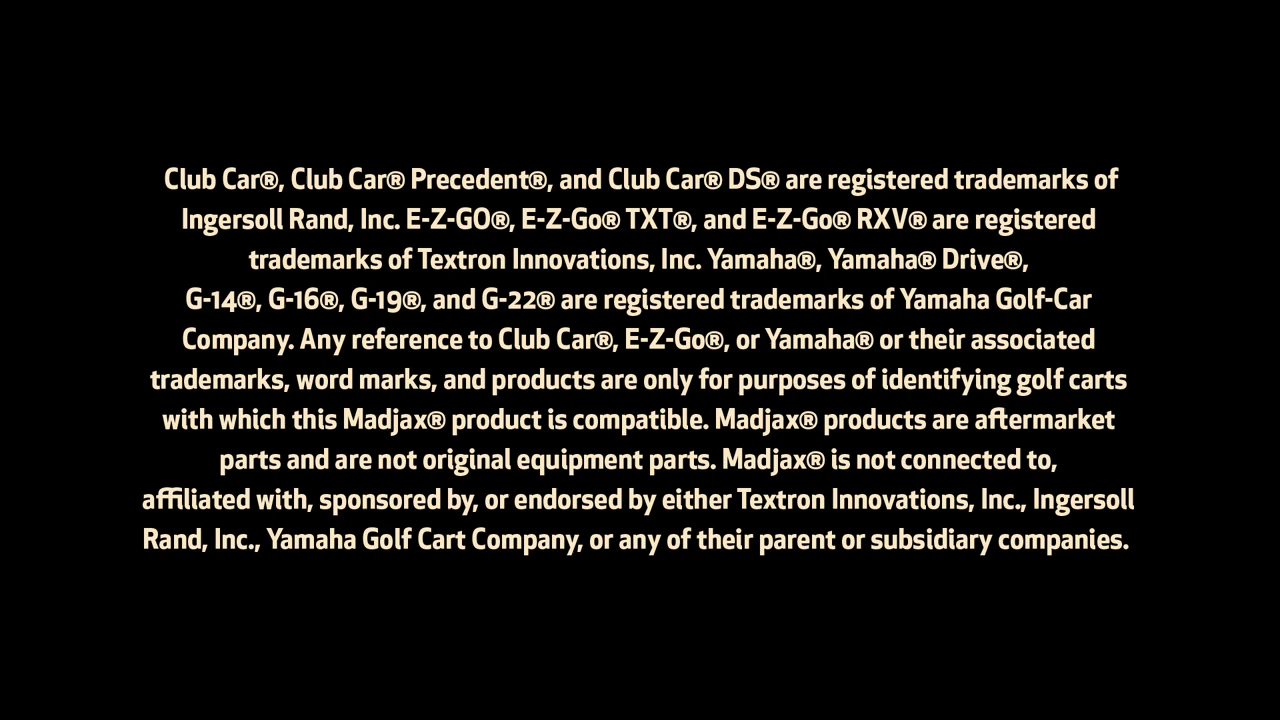 Club Car®, Club Car® Precedent®, and Club Car® DS® are registered trademarks of
Ingersoll Rand, Inc. E-Z-GO®, E-Z-Go® TXT®, and E-Z-Go® RXV® are registered
trademarks of Textron Innovations, Inc. Yamaha®, Yamaha® Drive®,
G-14®, G-16®, G-19®, and G-22® are registered trademarks of Yamaha Golf-Car
Company. Any reference to Club Car®, E-Z-Go®, or Yamaha® or their associated
trademarks, word marks, and products are only for purposes of identifying golf carts
with which this Madjax® product is compatible. Madjax® products are aftermarket
parts and are not original equipment parts. Madjax® is not connected to,
affiliated with, sponsored by, or endorsed by either Textron Innovations, Inc., Ingersoll
Rand, Inc., Yamaha Golf Cart Company, or any of their parent or subsidiary companies.